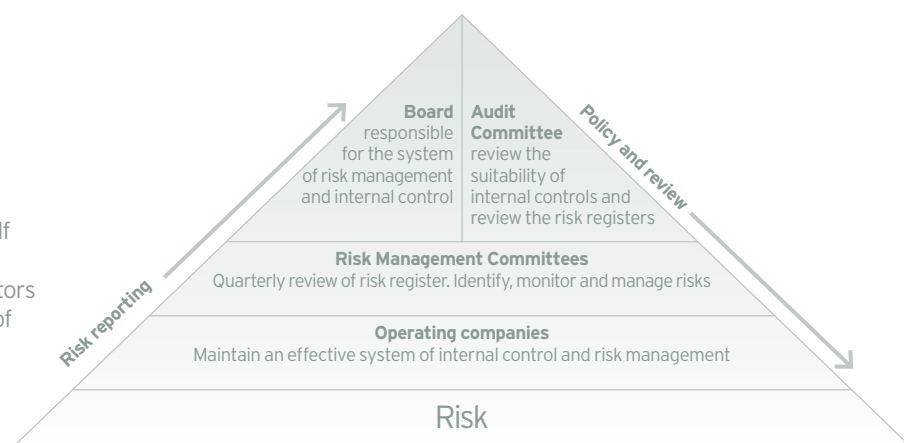 Board
responsible
for the system
of risk management
and internal control
Audit
Committee
review the
suitability of
internal controls and
review the risk registers
Policy and review
Risk reporting
Risk Management Committees
Quarterly review of risk register. Identify, monitor and manage risks
Operating companies
Maintain an effective system of internal control and risk management
Risk
of